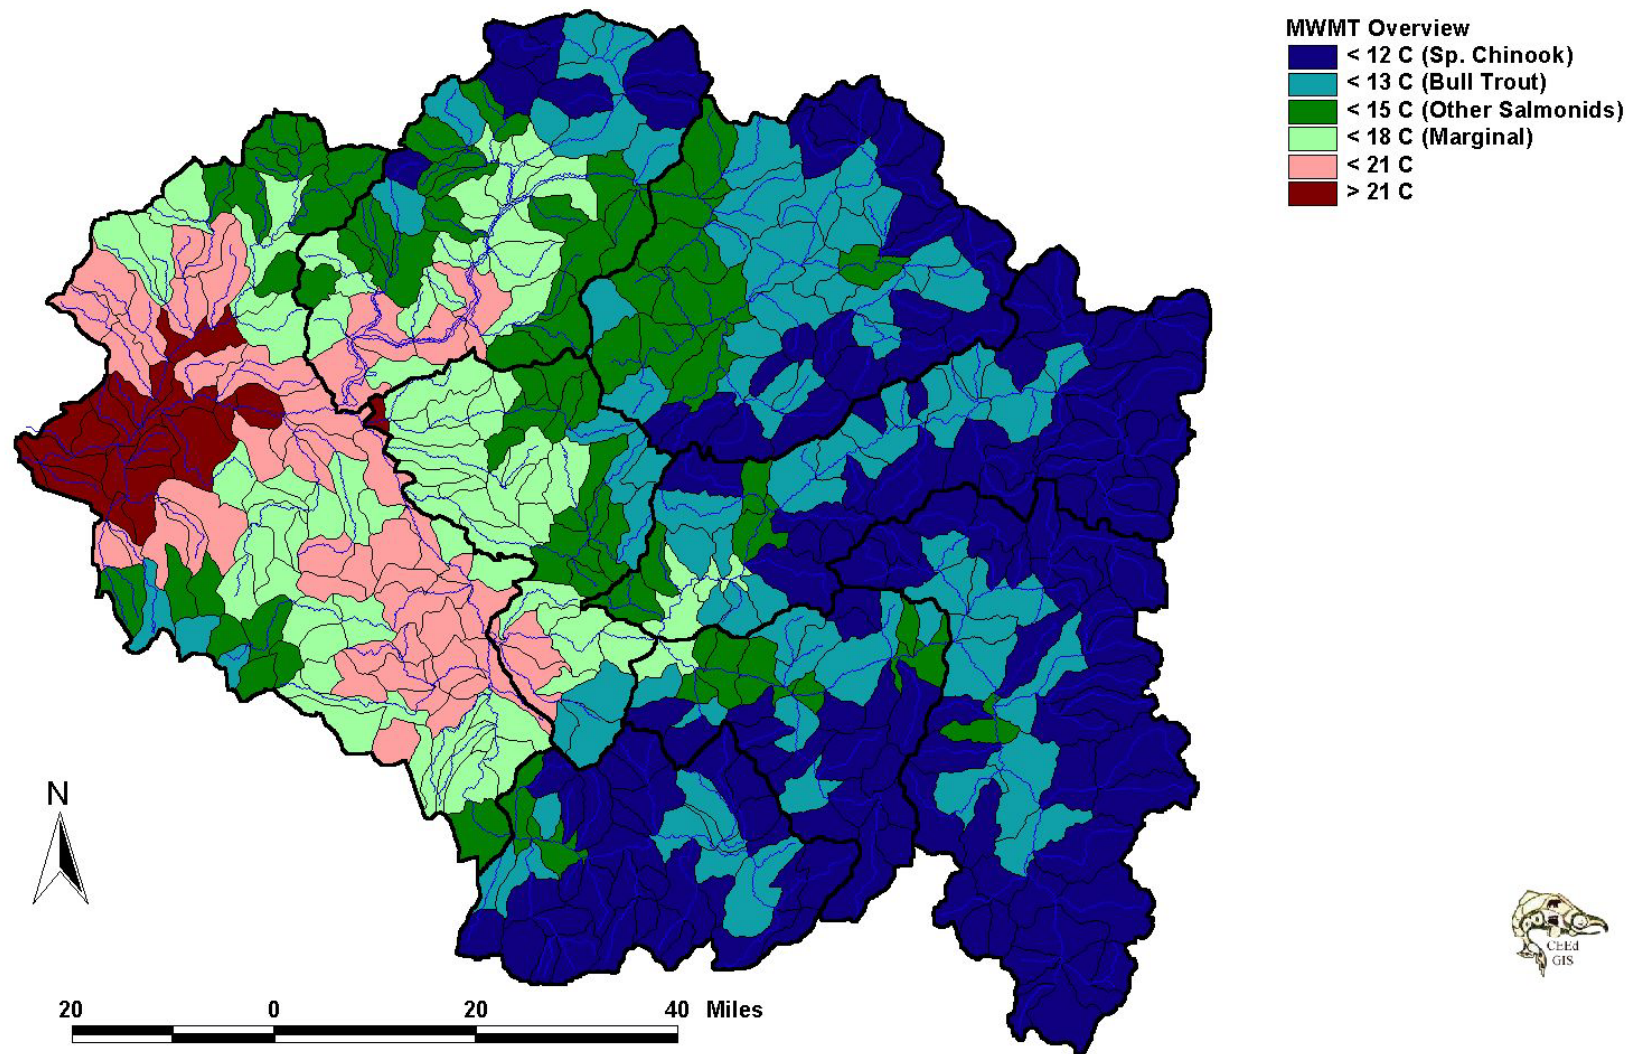 MWMT Overview
< 12 C (Sp. Chinook)
< 13 C (Bull Trout)
< 15 C (Other Salmonids)
< 18 C (Marginal)
< 21 C
> 21 C
N
20 0 20 40 Miles
CEEd
GIS